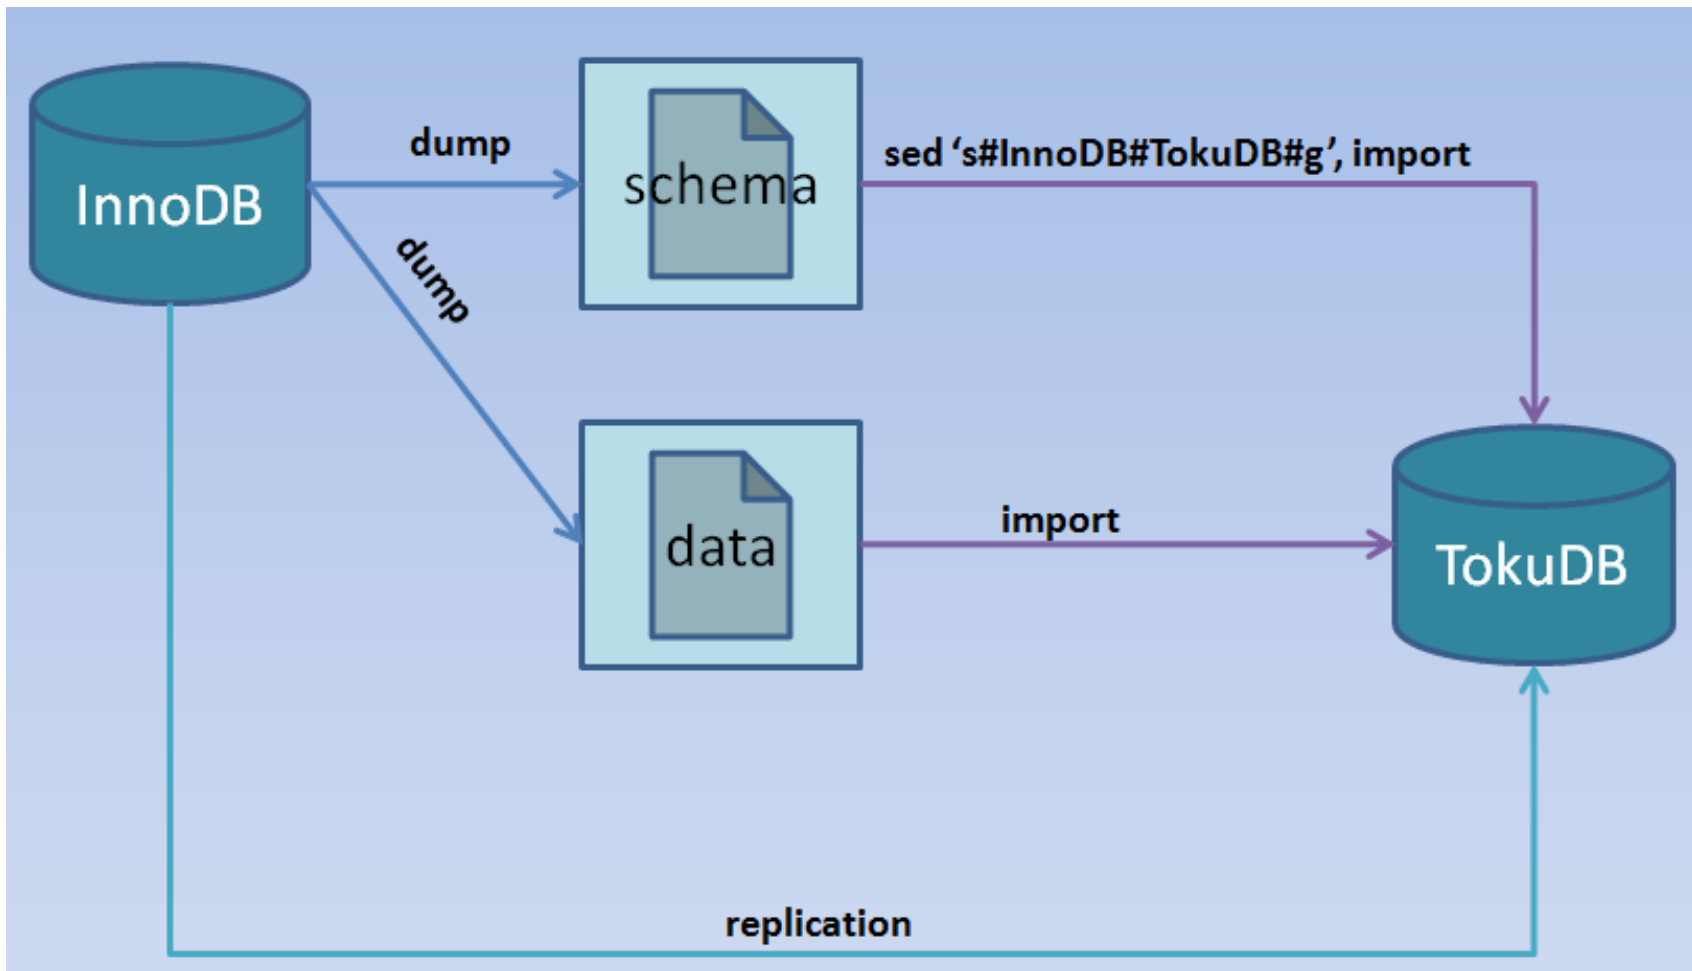 InnoDB
dump
schema
sed ‘s#InnoDB#TokuDB#g’, import
dump
data
import
TokuDB
replication